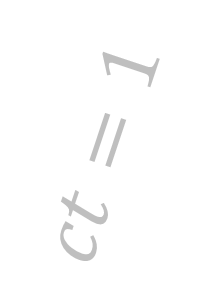 ct = 1